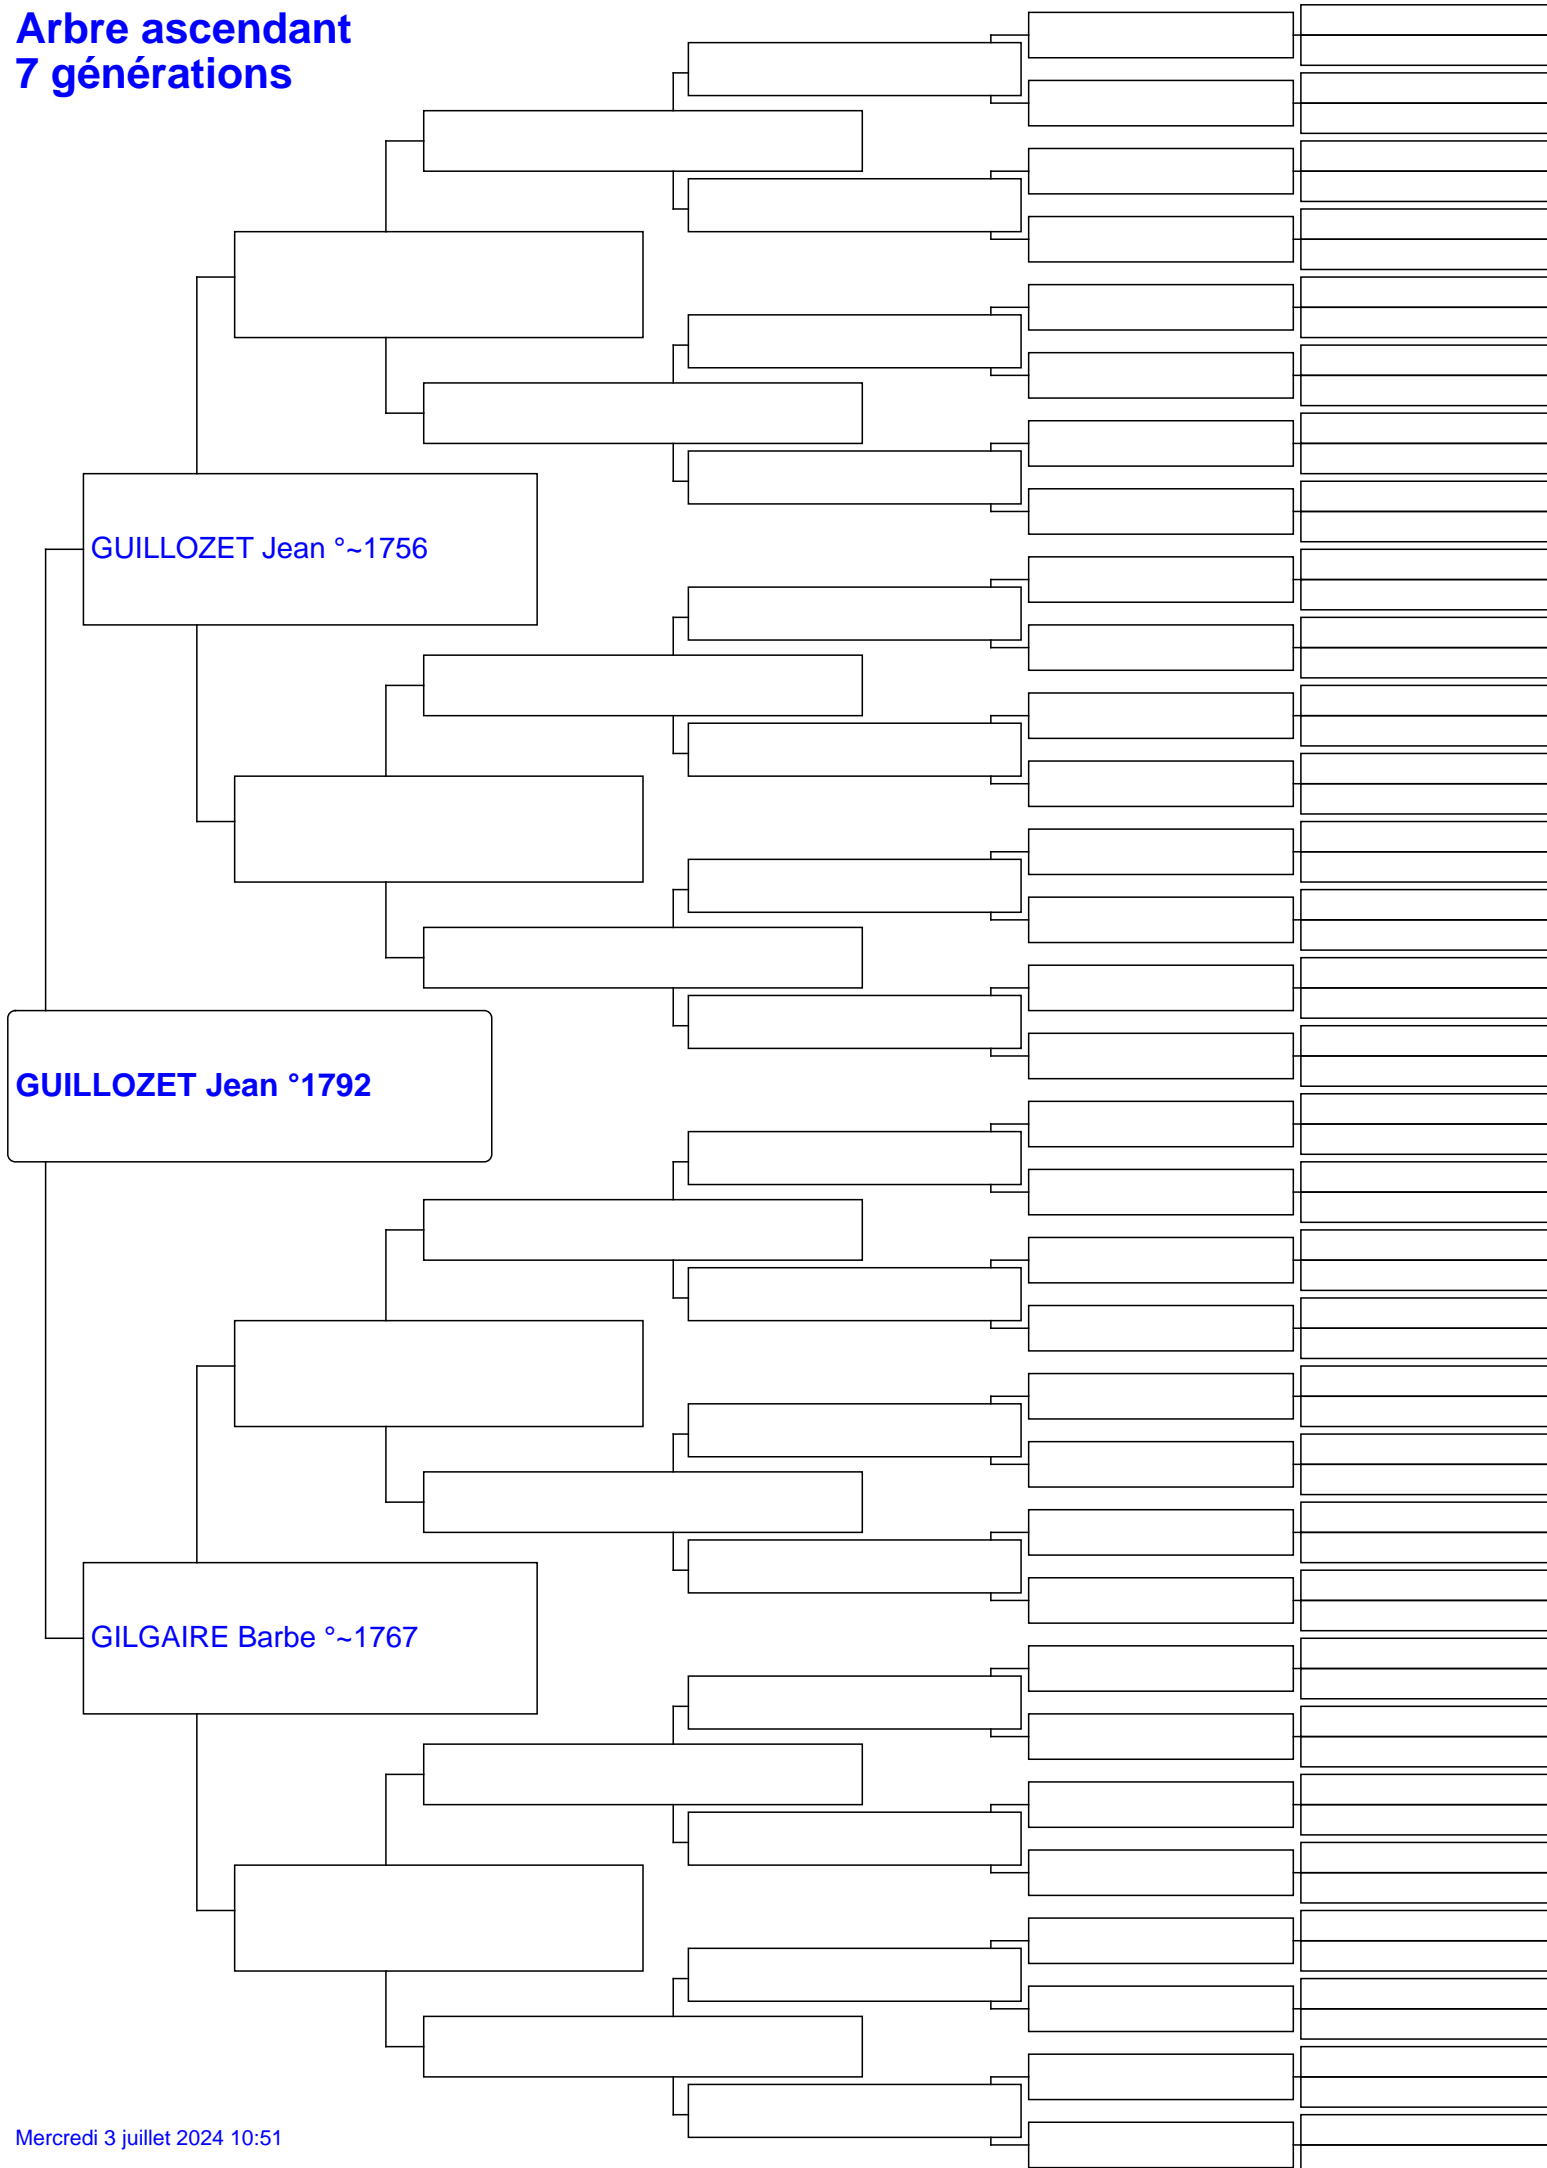 Arbre ascendant
7 générations
GUILLOZET Jean °~1756
GUILLOZET Jean °1792
GILGAIRE Barbe °~1767
Mercredi 3 juillet 2024 10:51